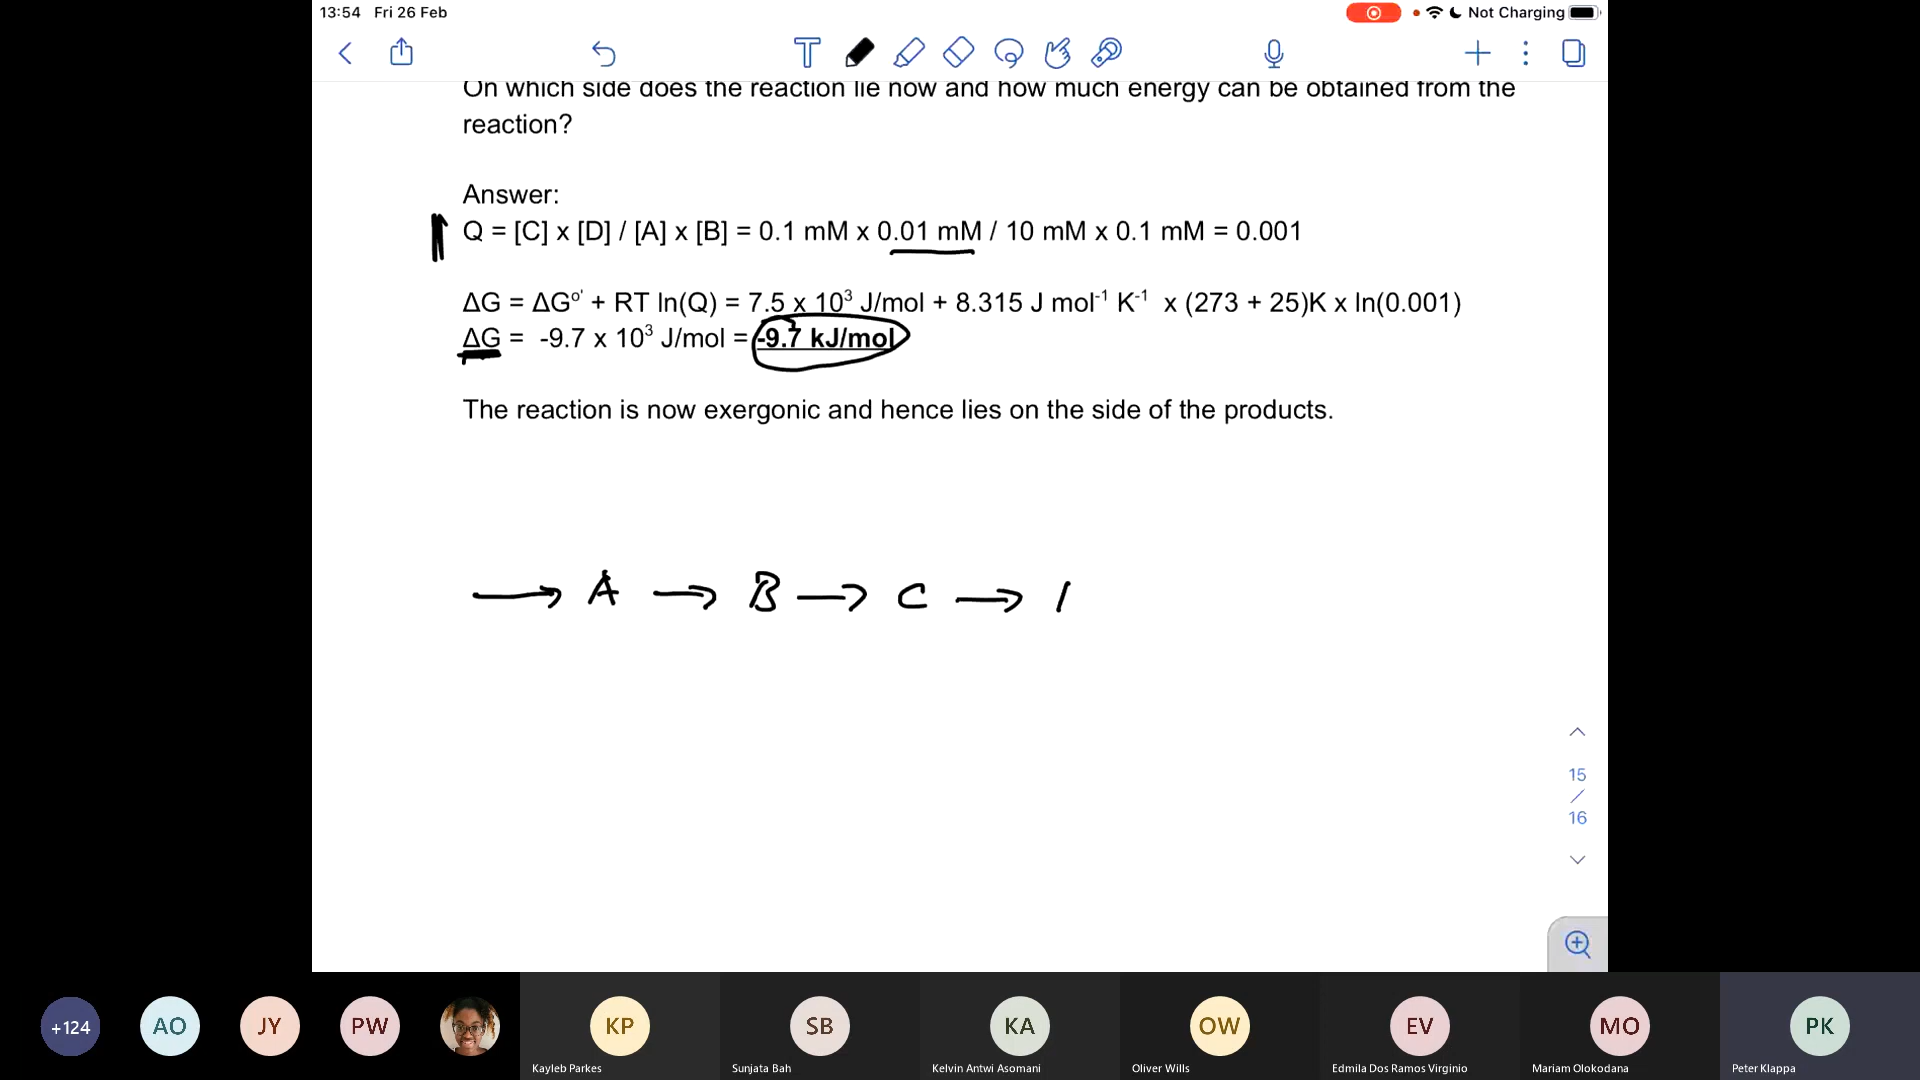 13:54 Fri 26 Feb Not Charging
On which side does the reaction lie now and how much energy can be obtained from the
reaction?
Answer:
Q = [C] x [D] / [A] x [B] = 0.1 mM x 0.01 mM / 10 mM x 0.1 mM = 0.001
ΔG = ΔGº' + RT ln(Q) = 7.5 x 10³ J/mol + 8.315 J mol⁻¹ K⁻¹ x (273 + 25)K x ln(0.001)
ΔG = -9.7 x 10³ J/mol = -9.7 kJ/mol
The reaction is now exergonic and hence lies on the side of the products.
→ A → B → C →
15
/
16
+124 AO JY PW KP SB KA OW EV MO PK
Kayleb Parkes Sunjata Bah Kelvin Antwi Asomani Oliver Wills Edmila Dos Ramos Virginio Mariam Olokodana Peter Klappa